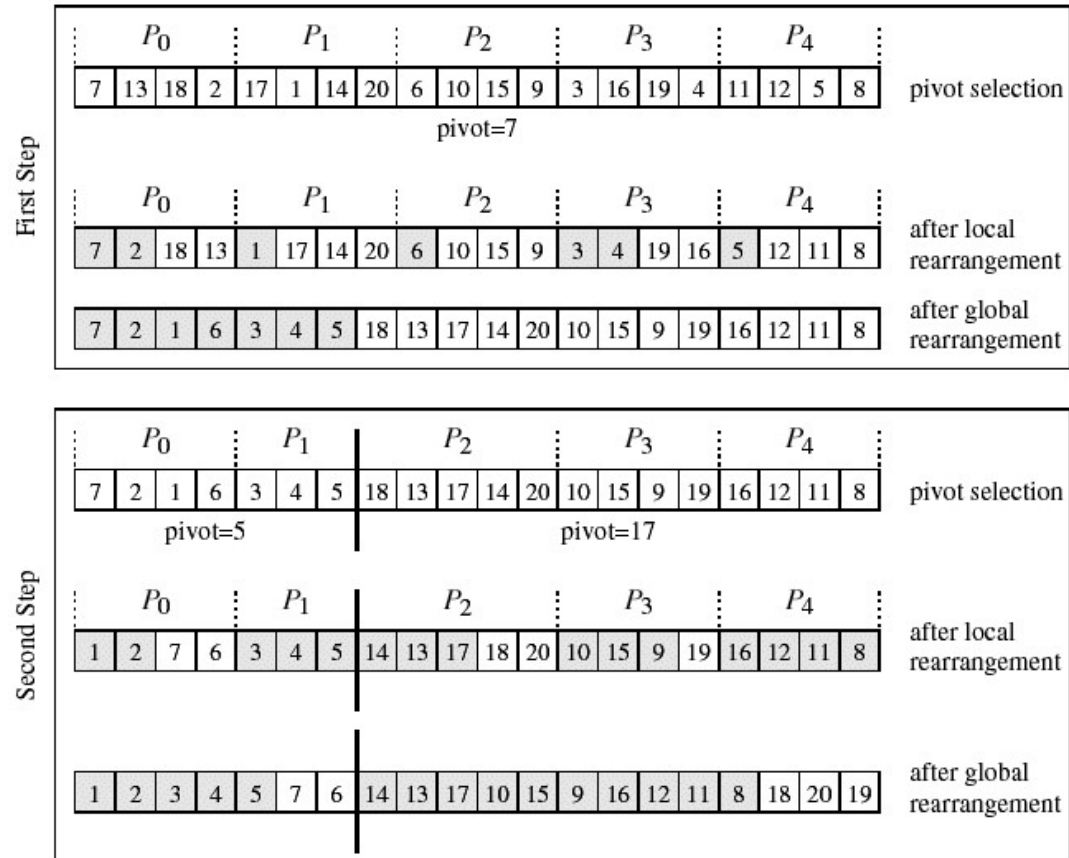 First Step
P0 P1 P2 P3 P4
7 13 18 2 17 1 14 20 6 10 15 9 3 16 19 4 11 12 5 8 pivot selection
pivot=7
P0 P1 P2 P3 P4
7 2 18 13 1 17 14 20 6 10 15 9 3 4 19 16 5 12 11 8 after local rearrangement
7 2 1 6 3 4 5 18 13 17 14 20 10 15 9 19 16 12 11 8 after global rearrangement
Second Step
P0 P1 P2 P3 P4
7 2 1 6 3 4 5 18 13 17 14 20 10 15 9 19 16 12 11 8 pivot selection
pivot=5 pivot=17
P0 P1 P2 P3 P4
1 2 7 6 3 4 5 14 13 17 18 20 10 15 9 19 16 12 11 8 after local rearrangement
1 2 3 4 5 7 6 14 13 17 10 15 9 16 12 11 8 18 20 19 after global rearrangement